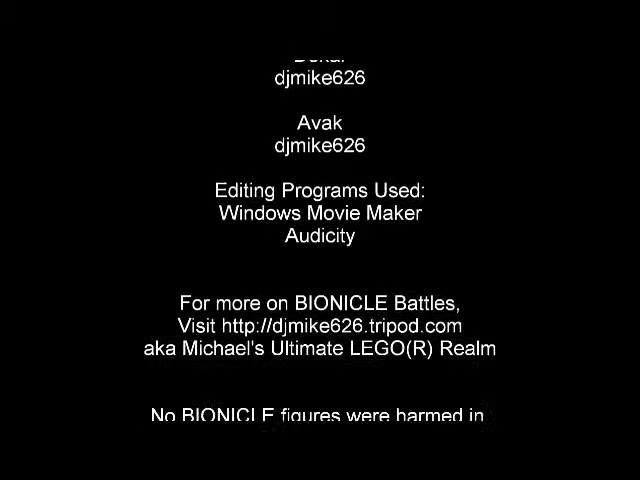 djmike626
Avak
djmike626
Editing Programs Used:
Windows Movie Maker
Audicity
For more on BIONICLE Battles,
Visit http://djmike626.tripod.com
aka Michael's Ultimate LEGO(R) Realm
No BIONICLE figures were harmed in